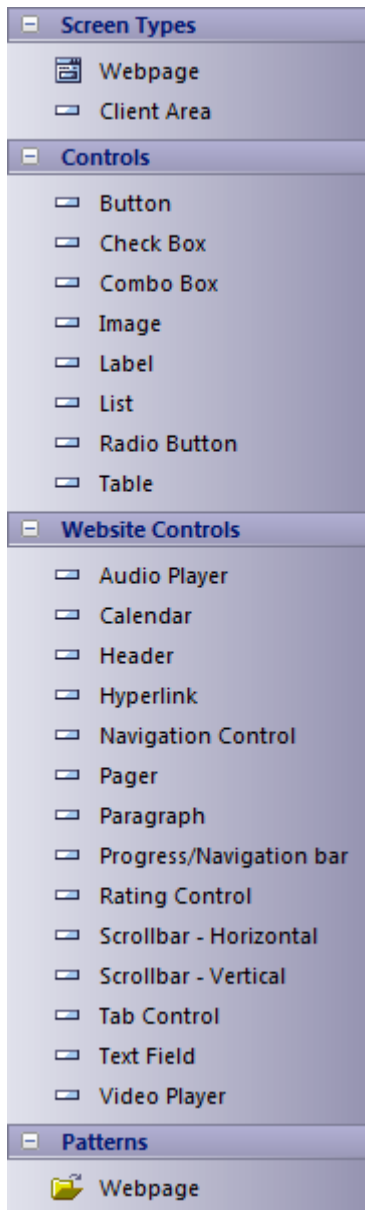 Screen Types
Webpage
Client Area
Controls
Button
Check Box
Combo Box
Image
Label
List
Radio Button
Table
Website Controls
Audio Player
Calendar
Header
Hyperlink
Navigation Control
Pager
Paragraph
Progress/Navigation bar
Rating Control
Scrollbar - Horizontal
Scrollbar - Vertical
Tab Control
Text Field
Video Player
Patterns
Webpage